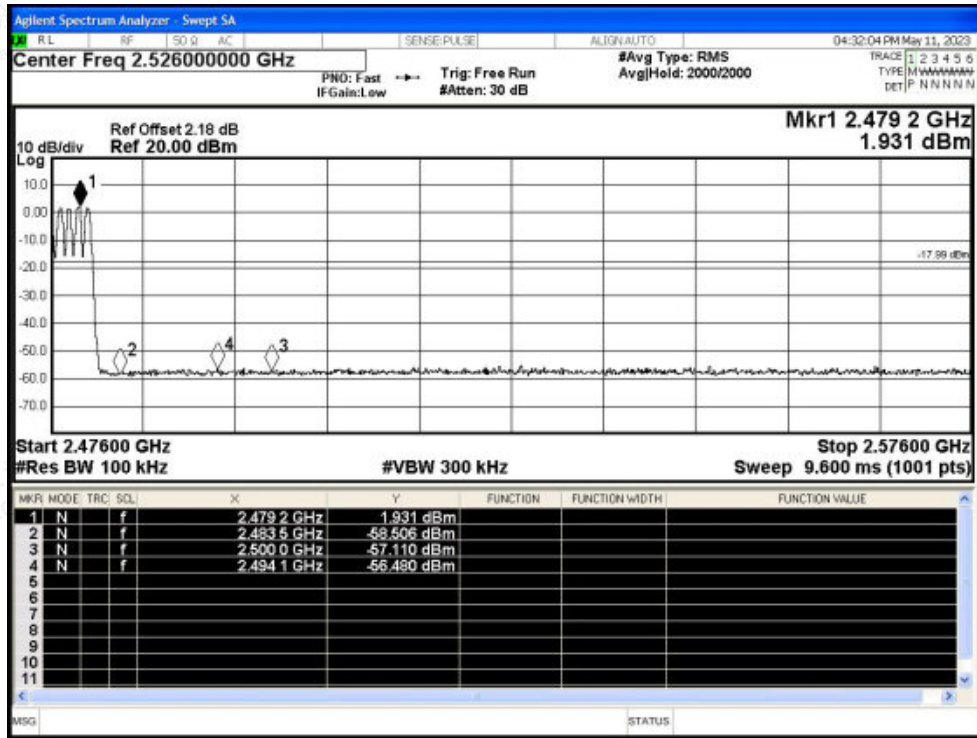 Agilent Spectrum Analyzer - Swept SA
RL RF 50 Ω AC SENSE:PULSE ALIGNAUTO 04:32:04 PM May 11, 2023
Center Freq 2.526000000 GHz #Avg Type: RMS TRACE 1 2 3 4 5 6
PNO: Fast Trig: Free Run Avg|Hold: 2000/2000 TYPE M WWWWW
IFGain:Low #Atten: 30 dB DET P N N N N N
Mkr1 2.479 2 GHz
Ref Offset 2.18 dB
10 dB/div Ref 20.00 dBm 1.931 dBm
Log
10.0
1
0.00
-10.0
-20.0
-17.99 dBm
-30.0
-40.0
-50.0
2 4 3
-60.0
-70.0
Start 2.47600 GHz Stop 2.57600 GHz
#Res BW 100 kHz #VBW 300 kHz Sweep 9.600 ms (1001 pts)
MKR MODE TRC SCL X Y FUNCTION FUNCTION WIDTH FUNCTION VALUE
1 N f 2.479 2 GHz 1.931 dBm
2 N f 2.483 5 GHz -58.506 dBm
3 N f 2.500 0 GHz -57.110 dBm
4 N f 2.494 1 GHz -56.480 dBm
5
6
7
8
9
10
11
MSG STATUS